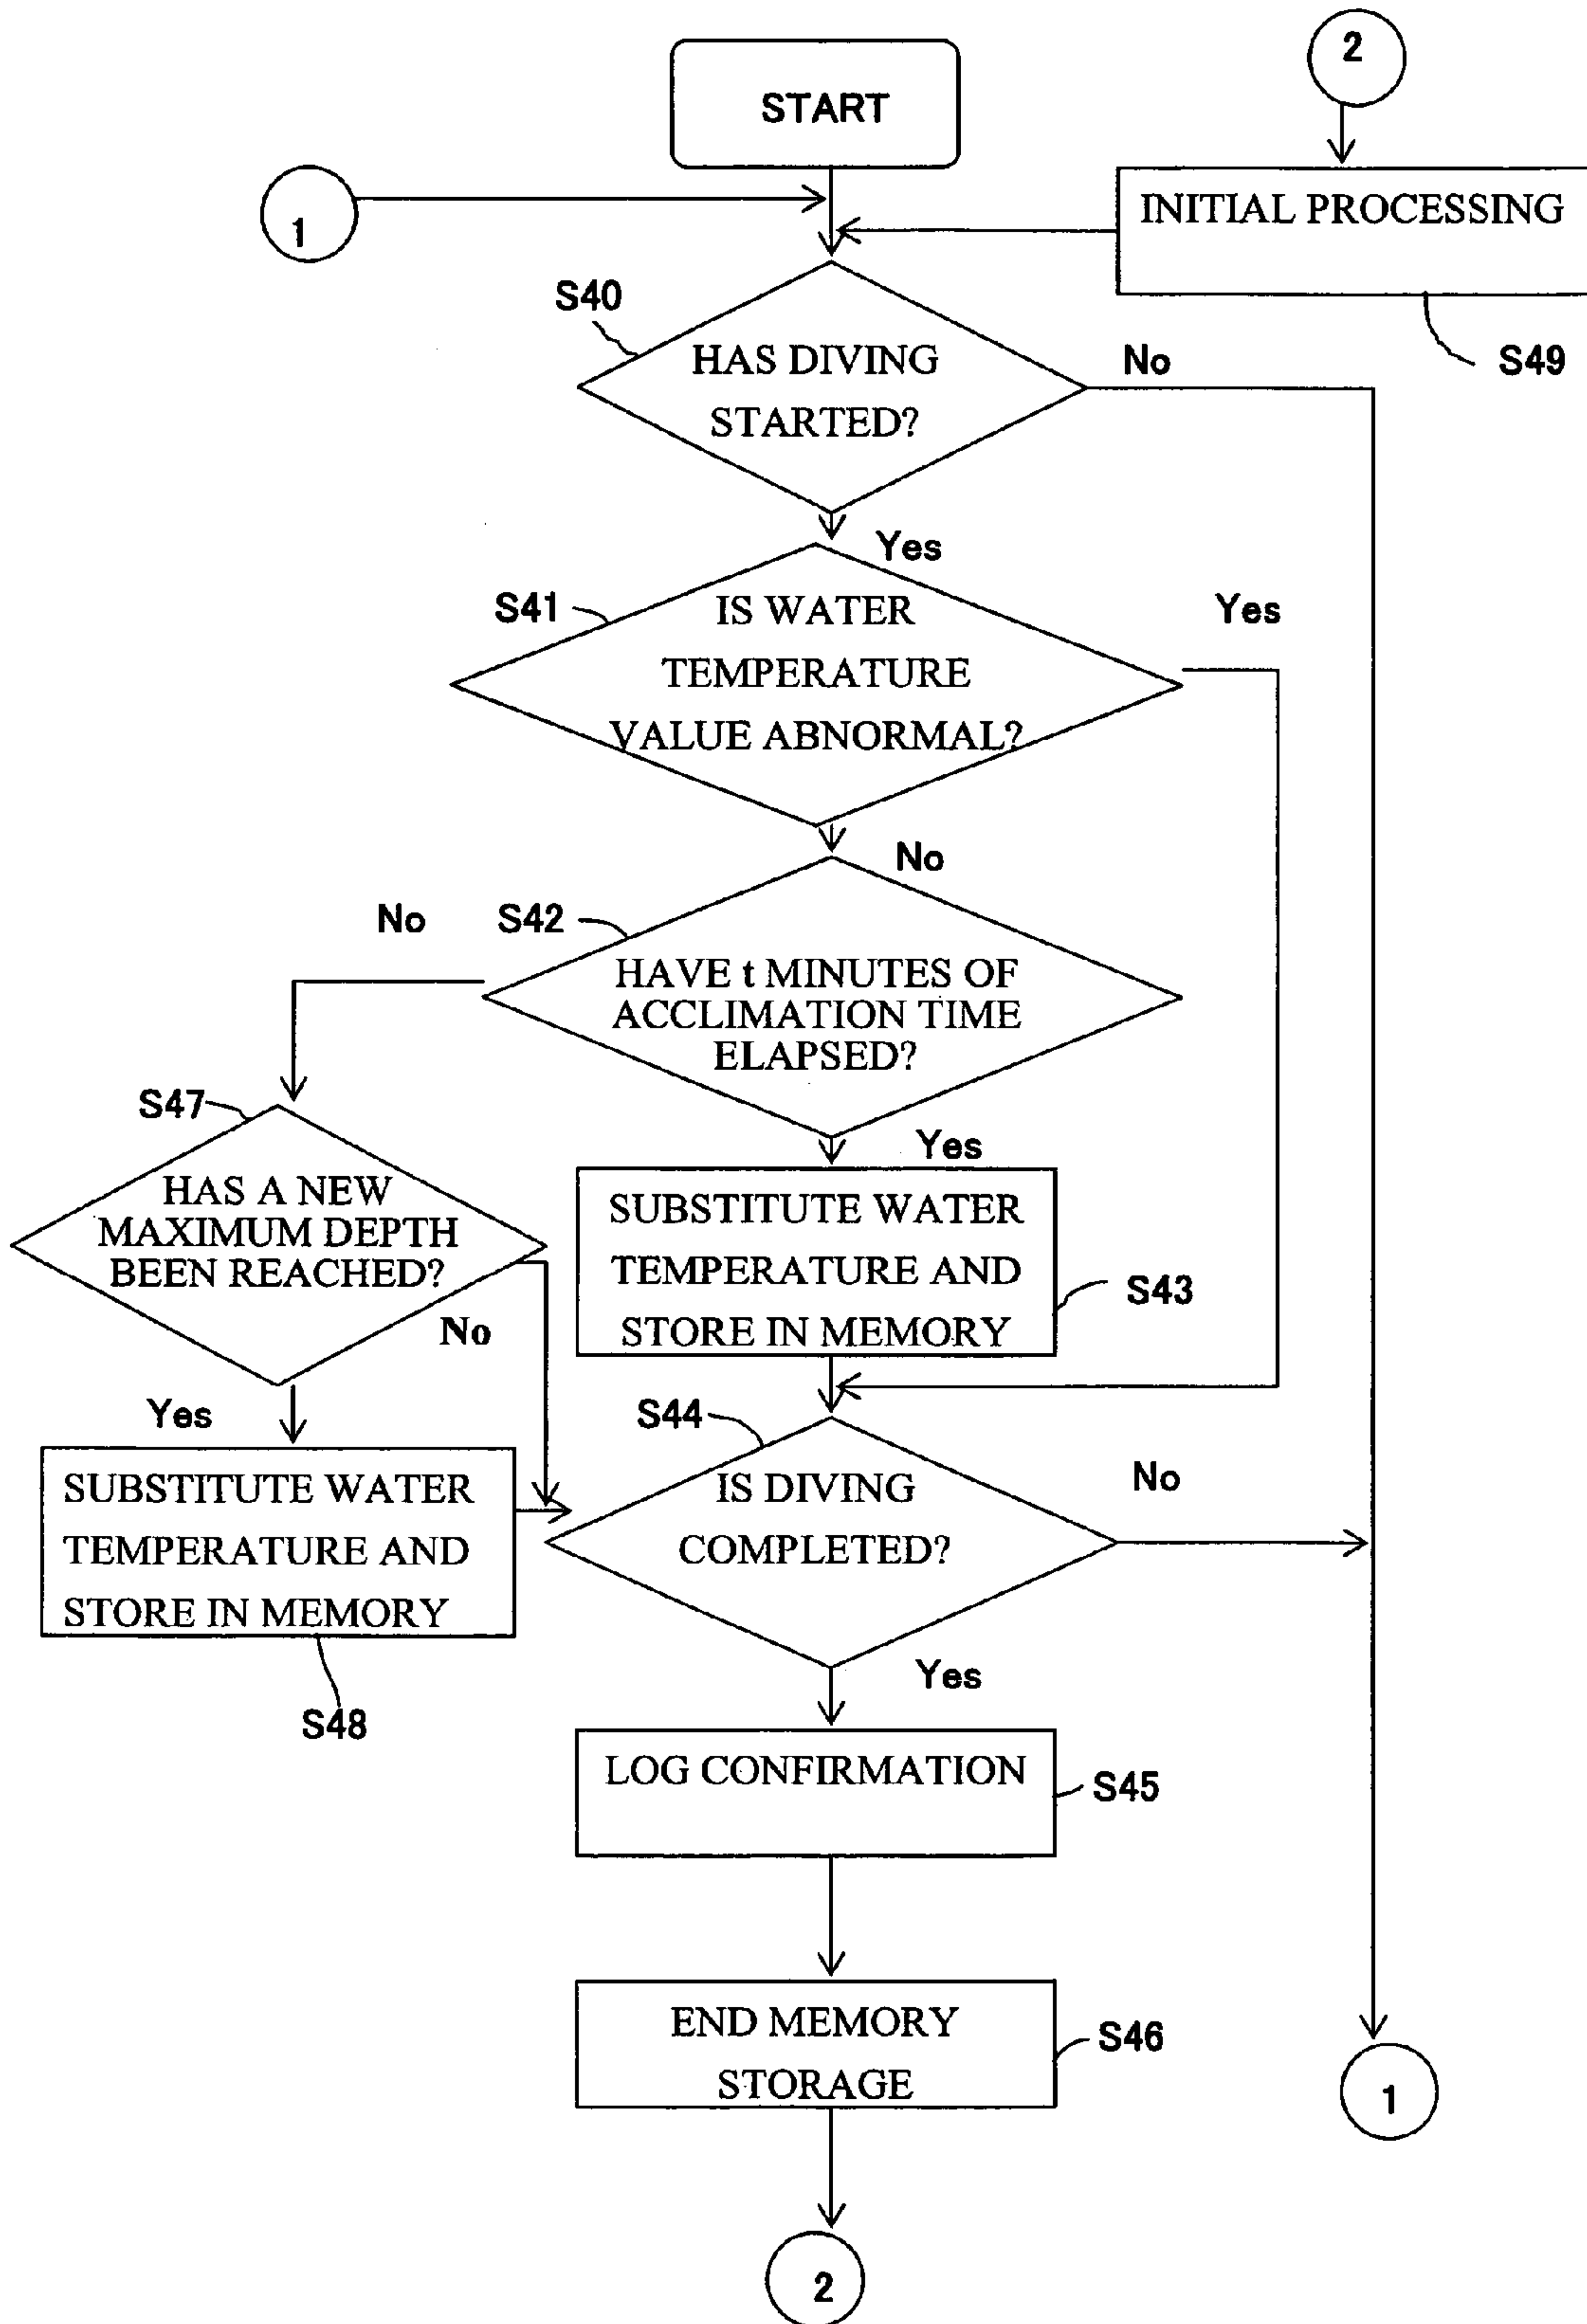 2
START
1
INITIAL PROCESSING
S40
S49
HAS DIVING
STARTED?
No
Yes
S41
IS WATER
TEMPERATURE
VALUE ABNORMAL?
Yes
No
S42
No
HAVE t MINUTES OF
ACCLIMATION TIME
ELAPSED?
S47
Yes
HAS A NEW
MAXIMUM DEPTH
BEEN REACHED?
No
SUBSTITUTE WATER
TEMPERATURE AND
STORE IN MEMORY
S43
Yes
S44
SUBSTITUTE WATER
TEMPERATURE AND
STORE IN MEMORY
S48
IS DIVING
COMPLETED?
No
Yes
LOG CONFIRMATION
S45
END MEMORY
STORAGE
S46
1
2